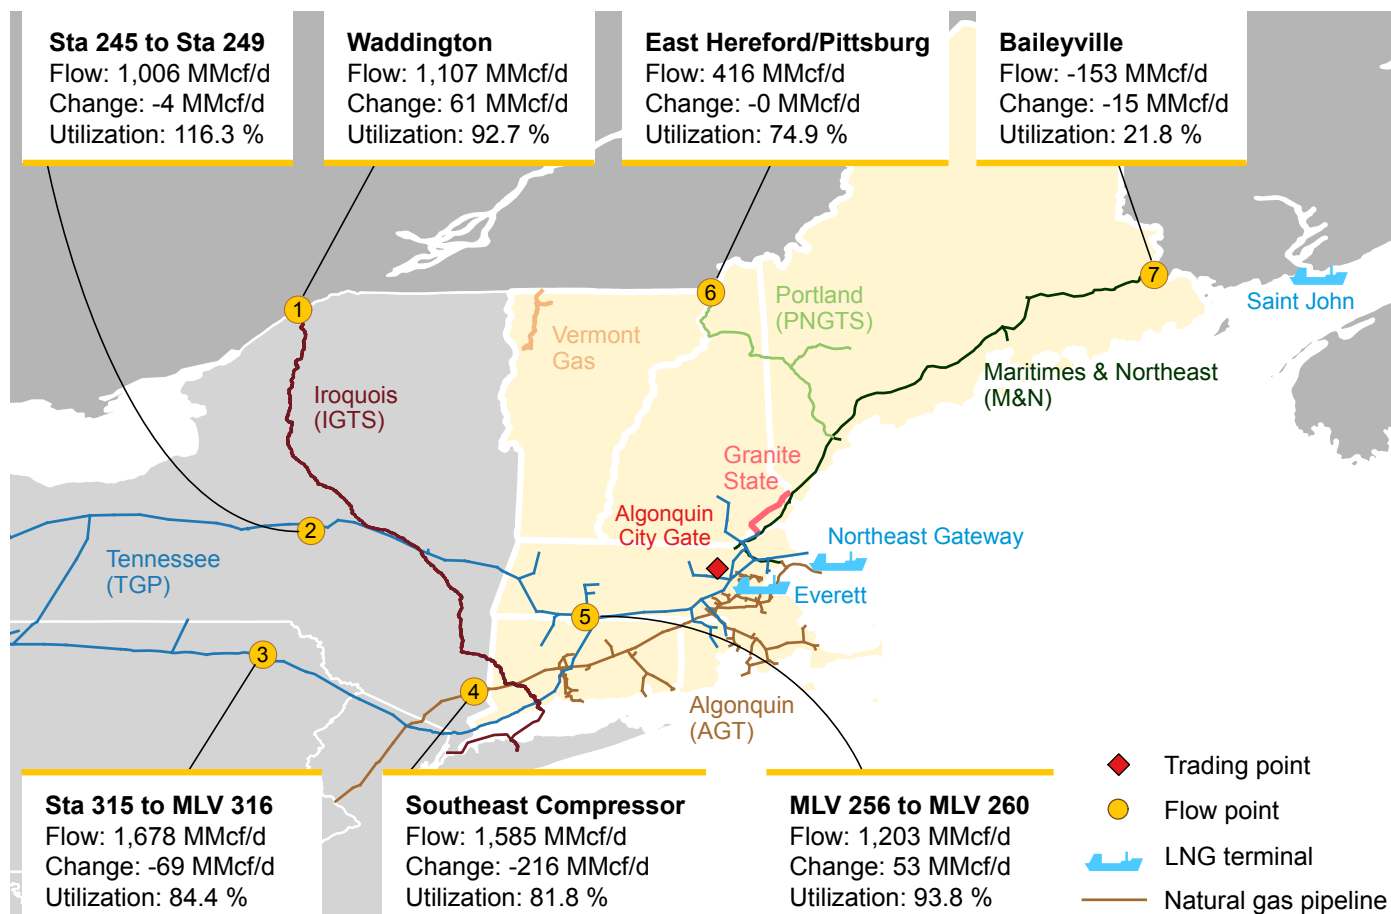 Sta 245 to Sta 249
Flow: 1,006 MMcf/d
Change: -4 MMcf/d
Utilization: 116.3 %
Waddington
Flow: 1,107 MMcf/d
Change: 61 MMcf/d
Utilization: 92.7 %
East Hereford/Pittsburg
Flow: 416 MMcf/d
Change: -0 MMcf/d
Utilization: 74.9 %
Baileyville
Flow: -153 MMcf/d
Change: -15 MMcf/d
Utilization: 21.8 %
1
6
7
Saint John
Portland
(PNGTS)
Vermont
Gas
Maritimes & Northeast
(M&N)
Iroquois
(IGTS)
Granite
State
Algonquin
City Gate
2
Northeast Gateway
Tennessee
(TGP)
Everett
5
3
4
Algonquin
(AGT)
Sta 315 to MLV 316
Flow: 1,678 MMcf/d
Change: -69 MMcf/d
Utilization: 84.4 %
Southeast Compressor
Flow: 1,585 MMcf/d
Change: -216 MMcf/d
Utilization: 81.8 %
MLV 256 to MLV 260
Flow: 1,203 MMcf/d
Change: 53 MMcf/d
Utilization: 93.8 %
Trading point
Flow point
LNG terminal
Natural gas pipeline